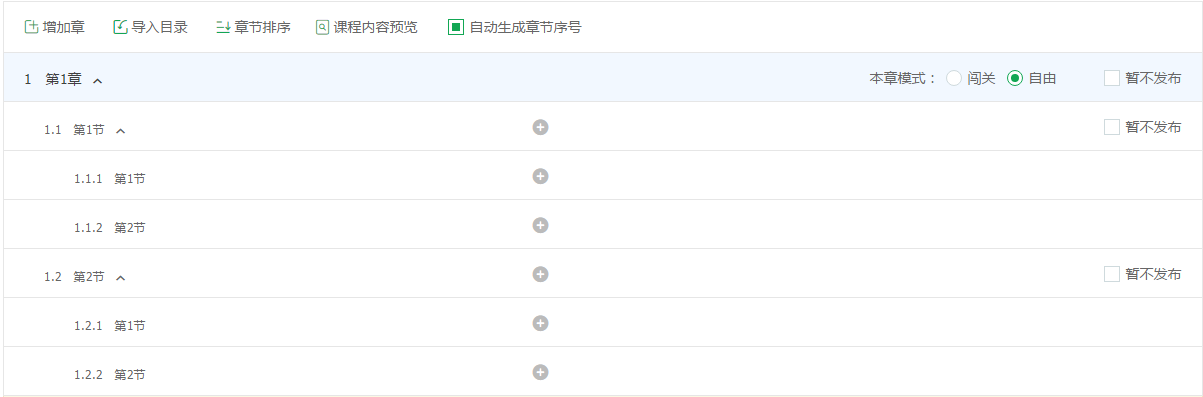 增加章 导入目录 章节排序 课程内容预览 自动生成章节序号
1 第1章 本章模式： 闯关 自由 暂不发布
1.1 第1节 暂不发布
1.1.1 第1节
1.1.2 第2节
1.2 第2节 暂不发布
1.2.1 第1节
1.2.2 第2节